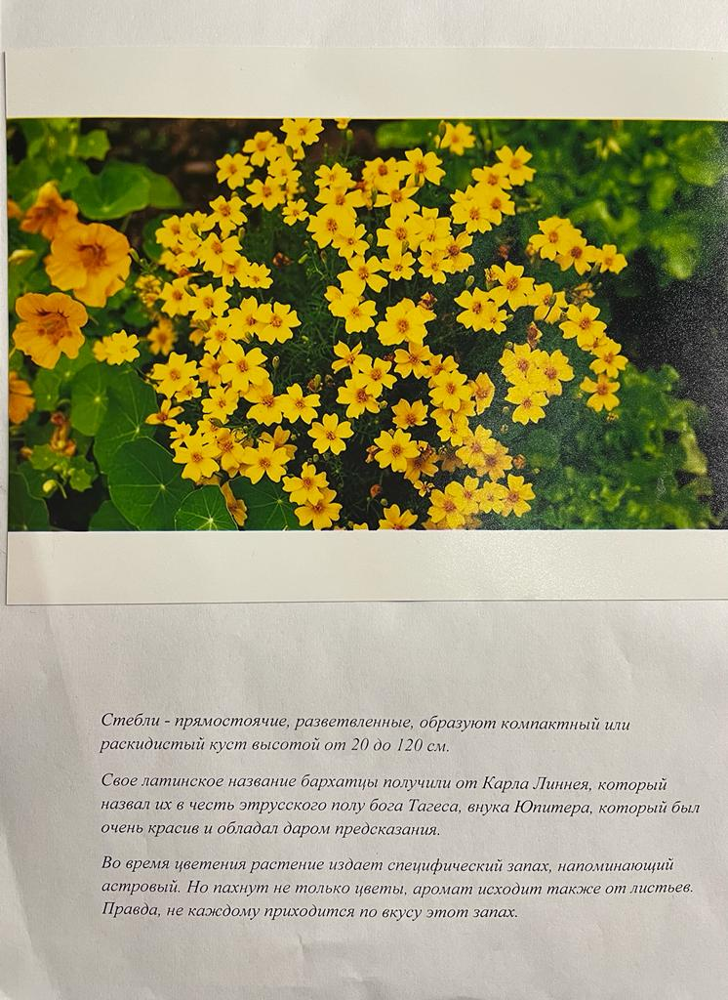 Стебли - прямостоячие, разветвленные, образуют компактный или
раскидистый куст высотой от 20 до 120 см.
Свое латинское название бархатцы получили от Карла Линнея, который
назвал их в честь этрусского полу бога Тагеса, внука Юпитера, который был
очень красив и обладал даром предсказания.
Во время цветения растение издает специфический запах, напоминающий
астровый. Но пахнут не только цветы, аромат исходит также от листьев.
Правда, не каждому приходится по вкусу этот запах.